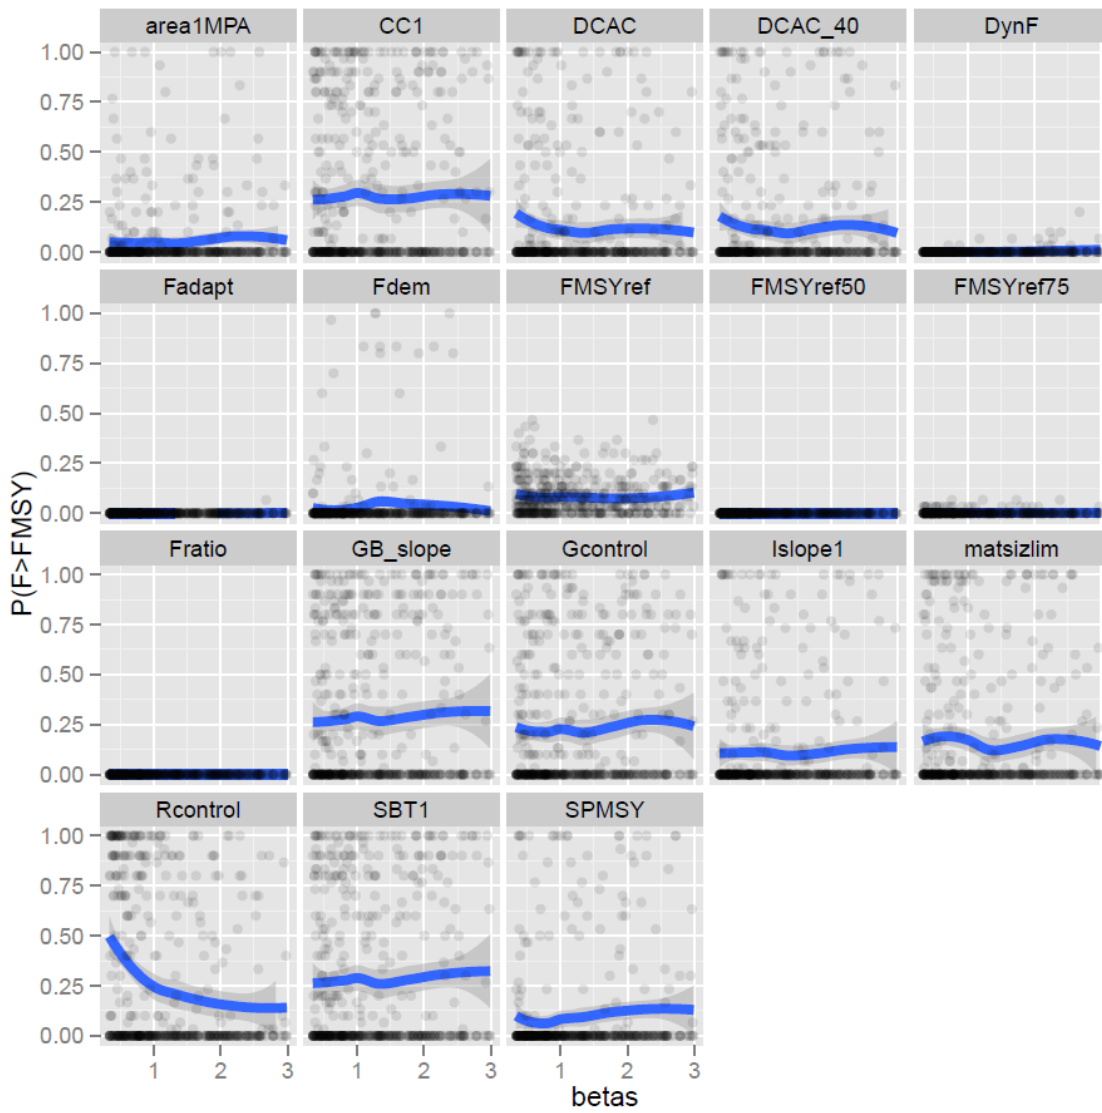 area1MPA CC1 DCAC DCAC_40 DynF
1.00
0.75
0.50
0.25
0.00
Fadapt Fdem FMSYref FMSYref50 FMSYref75
1.00
0.75
0.50
0.25
0.00
P(F>FMSY)
Fratio GB_slope Gcontrol Islope1 matsizlim
1.00
0.75
0.50
0.25
0.00
Rcontrol SBT1 SPMSY
1.00
0.75
0.50
0.25
0.00
1 2 3 1 2 3 1 2 3
betas